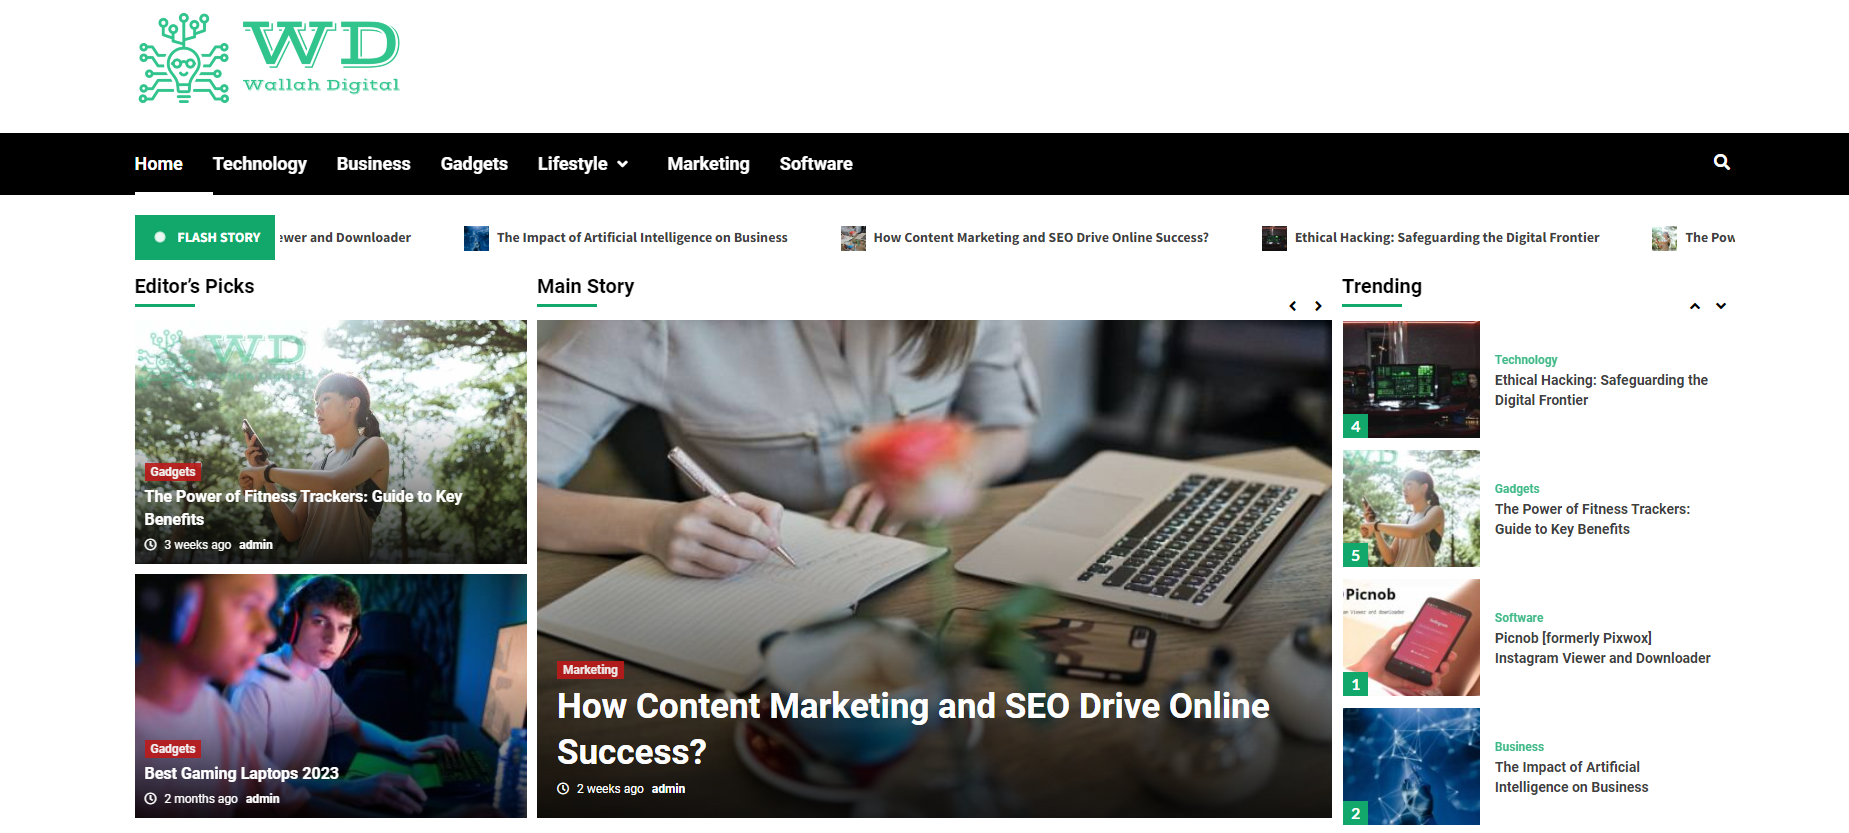 WD
Wallah Digital
Home Technology Business Gadgets Lifestyle Marketing Software
FLASH STORY ewer and Downloader The Impact of Artificial Intelligence on Business How Content Marketing and SEO Drive Online Success? Ethical Hacking: Safeguarding the Digital Frontier The Pow
Editor's Picks
WD
Gadgets
The Power of Fitness Trackers: Guide to Key
Benefits
3 weeks ago admin
Gadgets
Best Gaming Laptops 2023
2 months ago admin
Main Story
Marketing
How Content Marketing and SEO Drive Online
Success?
2 weeks ago admin
Trending
4
Technology
Ethical Hacking: Safeguarding the
Digital Frontier
WD
5
Gadgets
The Power of Fitness Trackers:
Guide to Key Benefits
Picnob
Viewer and downloader
1
Software
Picnob [formerly Pixwox]
Instagram Viewer and Downloader
2
Business
The Impact of Artificial
Intelligence on Business